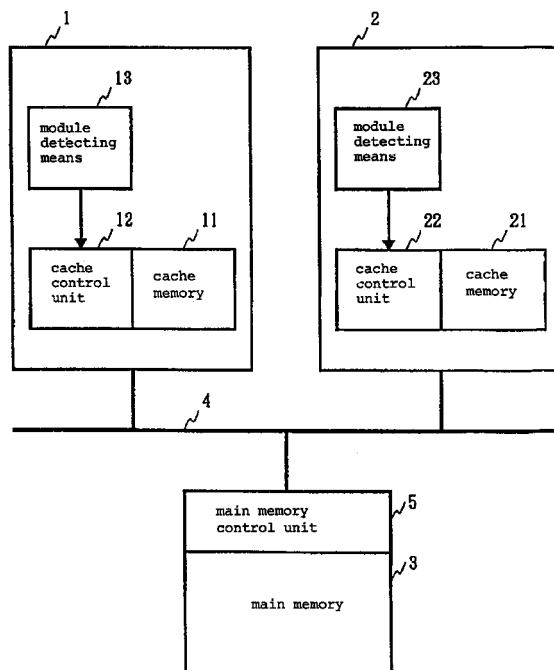 1
2
13
23
module
detecting
means
module
detecting
means
12
11
22
21
cache
control
unit
cache
memory
cache
control
unit
cache
memory
4
5
main memory
control unit
3
main memory